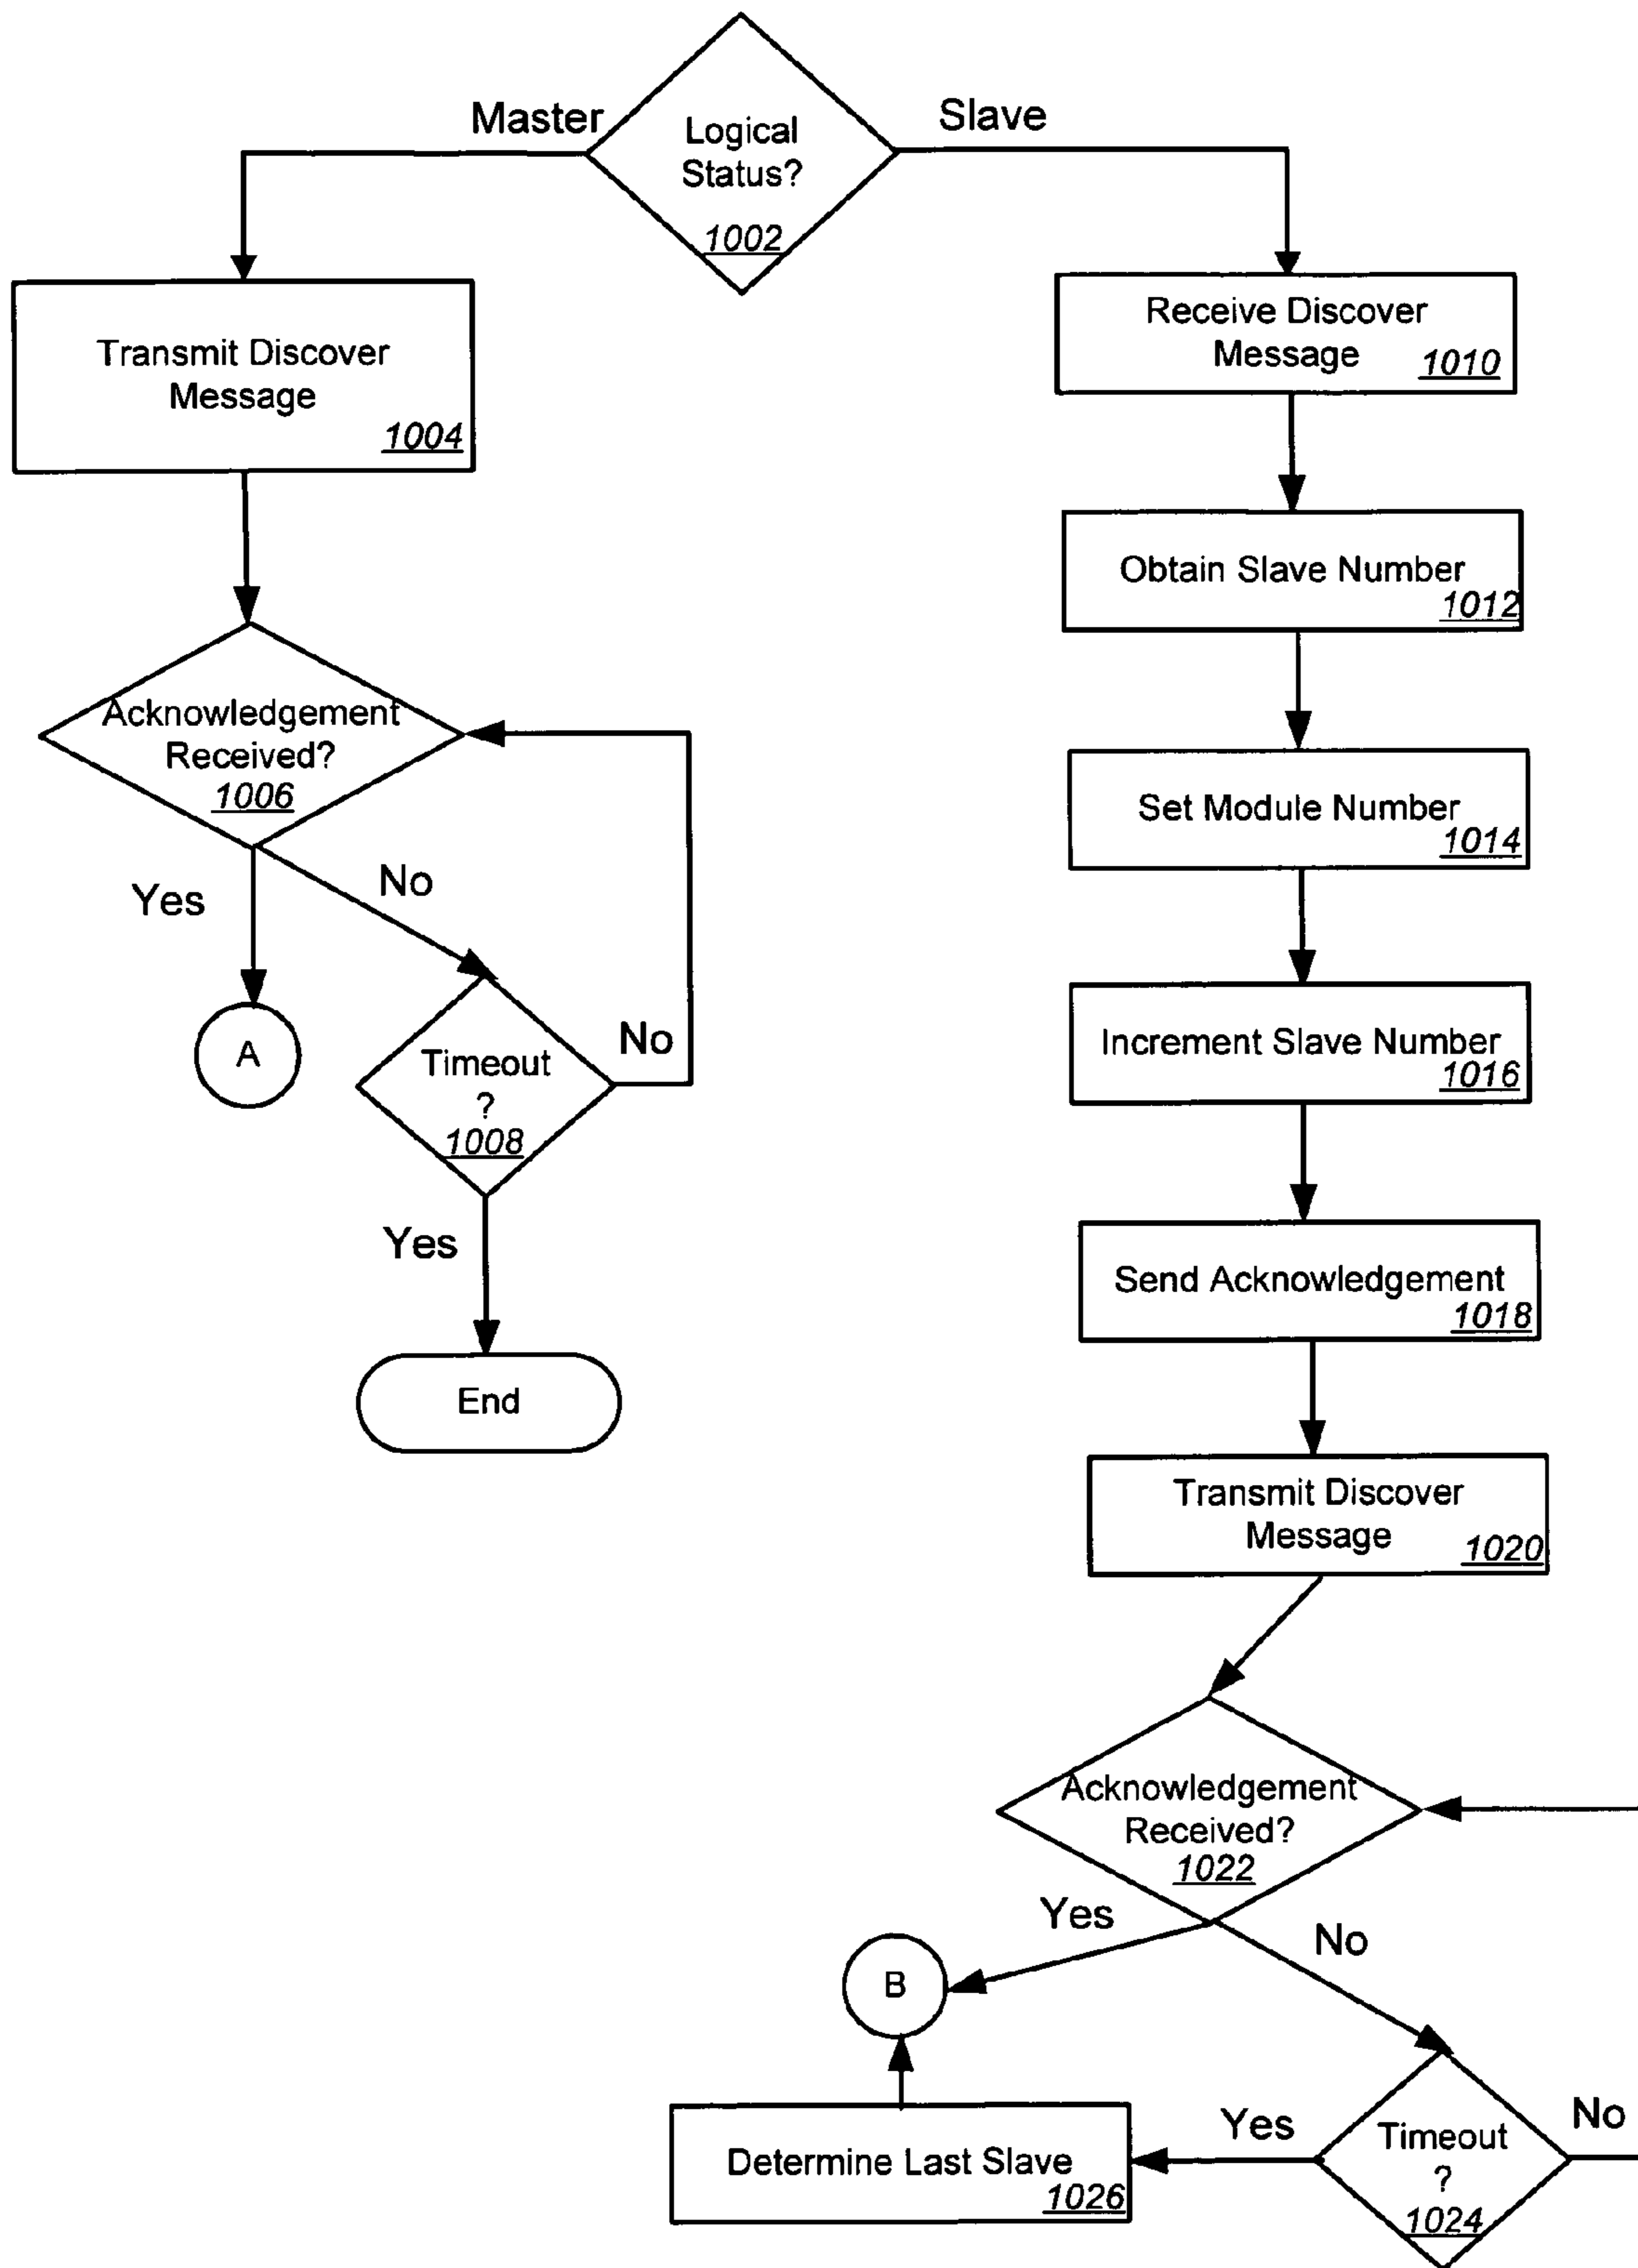 Master
Logical
Status?
1002
Slave
Transmit Discover
Message
1004
Acknowledgement
Received?
1006
Yes
No
A
Timeout
?
1008
No
Yes
End
Receive Discover
Message
1010
Obtain Slave Number
1012
Set Module Number
1014
Increment Slave Number
1016
Send Acknowledgement
1018
Transmit Discover
Message
1020
Acknowledgement
Received?
1022
Yes
No
B
Timeout
?
1024
No
Yes
Determine Last Slave
1026